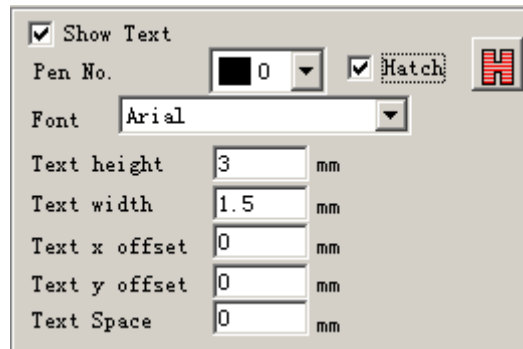 Show Text
Pen No. 0 Hatch H
Font Arial
Text height 3 mm
Text width 1.5 mm
Text x offset 0 mm
Text y offset 0 mm
Text Space 0 mm